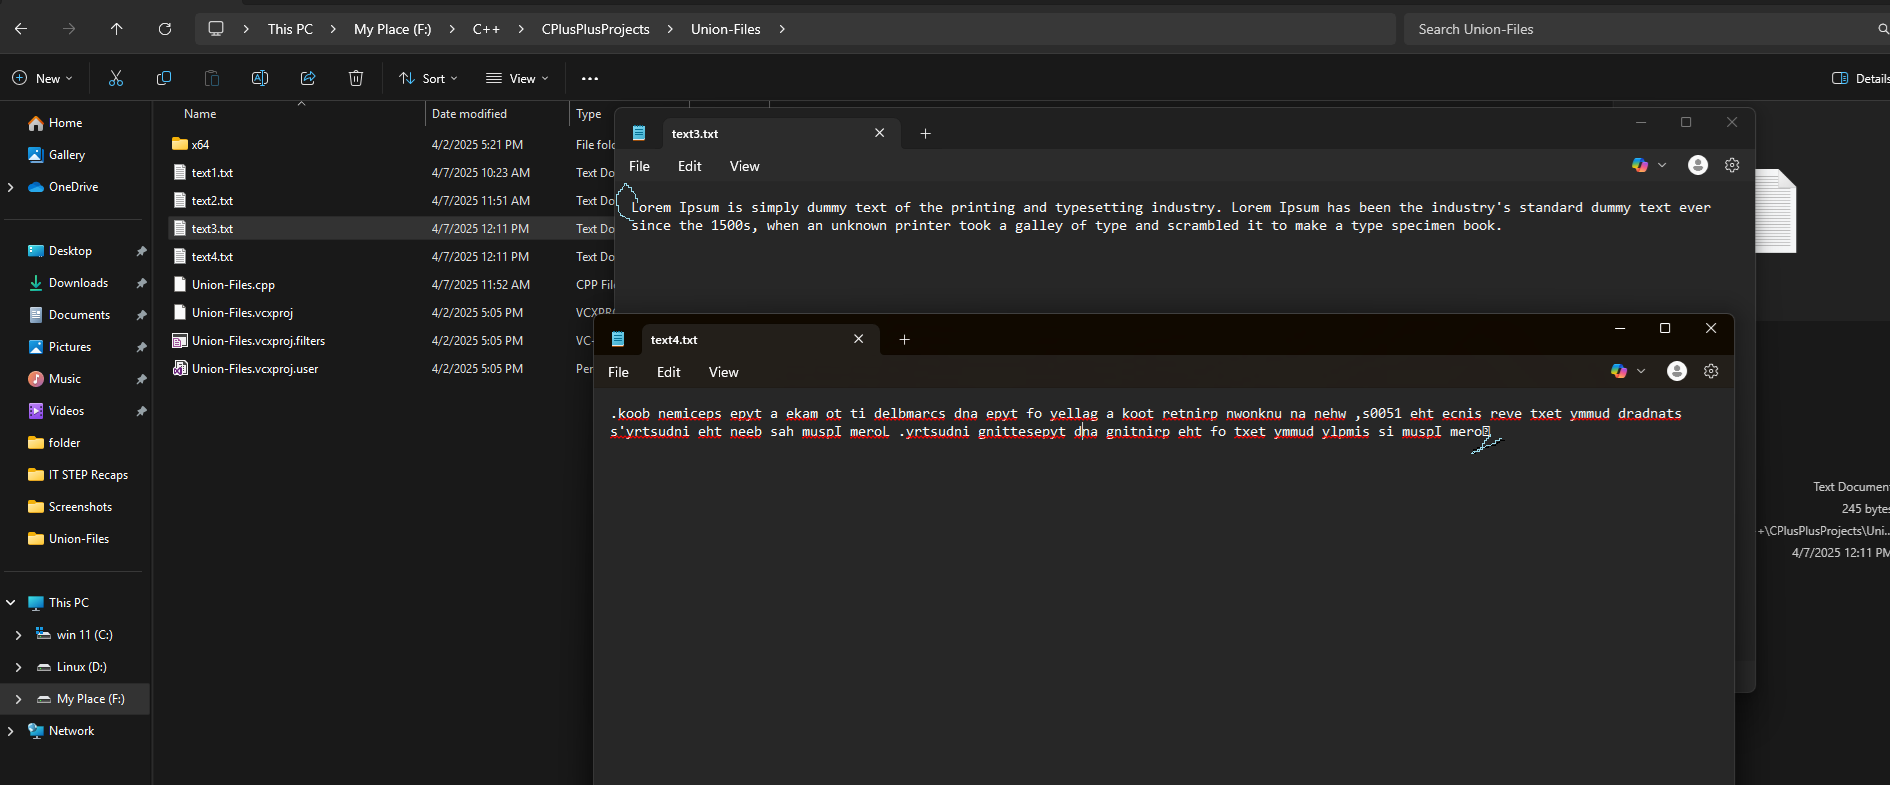 This PC > My Place (F:) > C++ > CPlusPlusProjects > Union-Files >
Search Union-Files
New
Sort
View
Details
Name
Date modified
Type
Home
Gallery
OneDrive
Desktop
Downloads
Documents
Pictures
Music
Videos
folder
IT STEP Recaps
Screenshots
Union-Files
This PC
win 11 (C:)
Linux (D:)
My Place (F:)
Network
x64 4/2/2025 5:21 PM File fol
text1.txt 4/7/2025 10:23 AM Text Do
text2.txt 4/7/2025 11:51 AM Text Do
text3.txt 4/7/2025 12:11 PM Text Do
text4.txt 4/7/2025 12:11 PM Text Do
Union-Files.cpp 4/7/2025 11:52 AM CPP Fil
Union-Files.vcxproj 4/2/2025 5:05 PM VCXPR
Union-Files.vcxproj.filters 4/2/2025 5:05 PM VC-
Union-Files.vcxproj.user 4/2/2025 5:05 PM Per
text3.txt
File Edit View
Lorem Ipsum is simply dummy text of the printing and typesetting industry. Lorem Ipsum has been the industry's standard dummy text ever
since the 1500s, when an unknown printer took a galley of type and scrambled it to make a type specimen book.
text4.txt
File Edit View
.koob nemiceps epyt a ekam ot ti delbmarcs dna epyt fo yellag a koot retnirp nwonknu na nehw ,s0051 eht ecnis reve txet ymmud dradnats
s'yrtsudni eht neeb sah muspI meroL .yrtsudni gnittesepyt dna gnitnirp eht fo txet ymmud ylpmis si muspI mero
Text Document
245 bytes
+\CPlusPlusProjects\Uni...
4/7/2025 12:11 PM